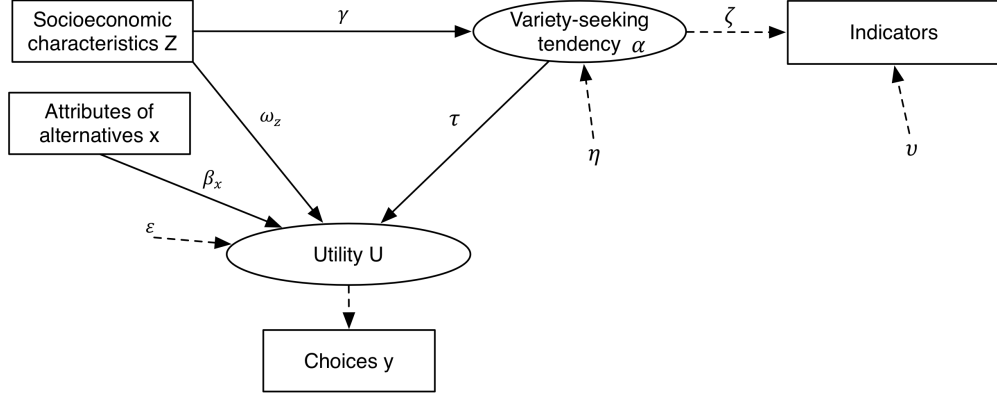 Socioeconomic
characteristics Z
γ
Variety-seeking
tendency α
ζ
Indicators
Attributes of
alternatives x
ω_z
τ
η
υ
β_x
ε
Utility U
Choices y